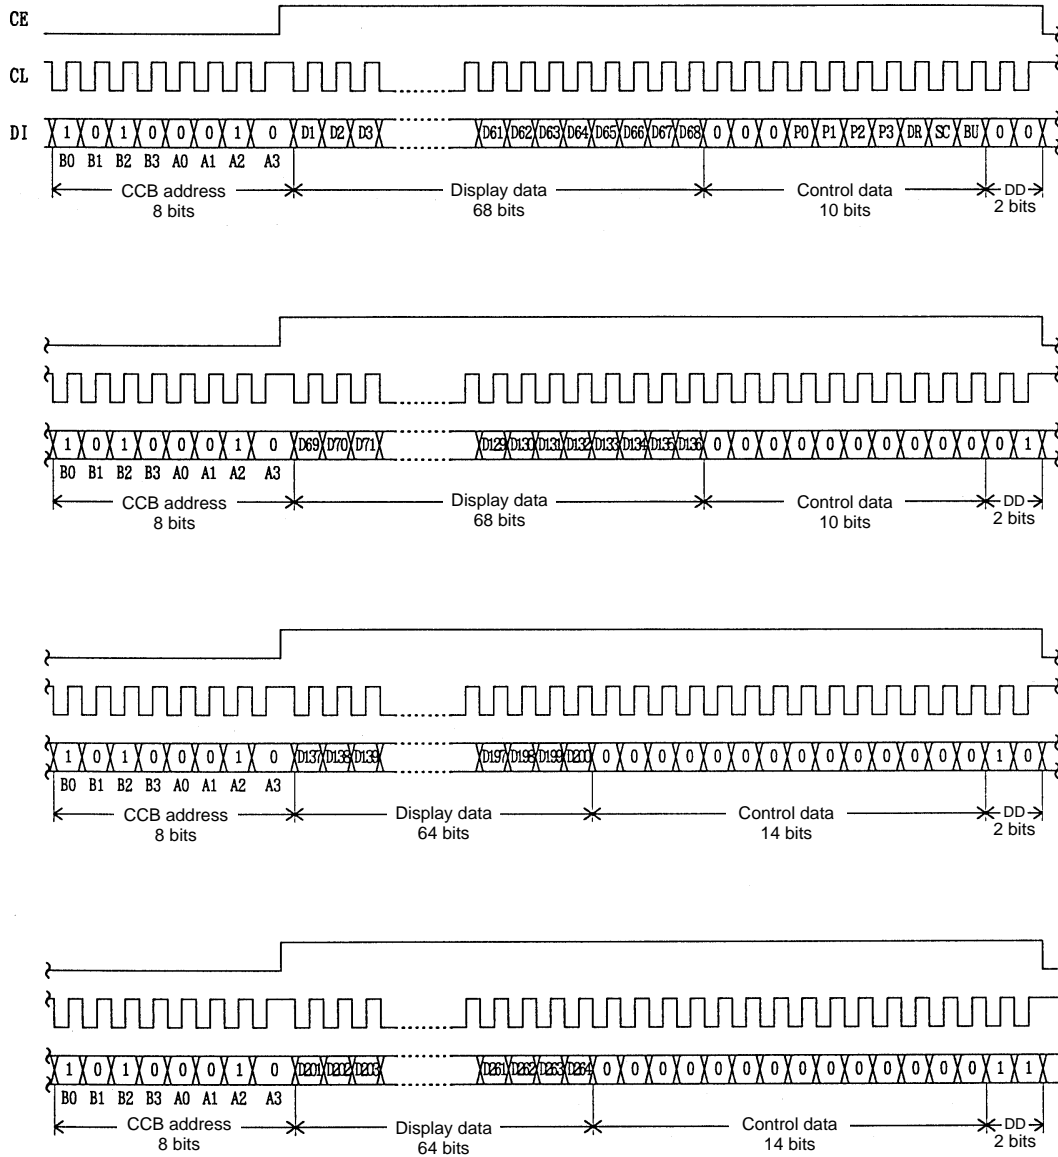 CE
CL
DI 1 0 1 0 0 0 1 0 D1 D2 D3 D61 D62 D63 D64 D65 D66 D67 D68 0 0 0 P0 P1 P2 P3 DR SC BU 0 0
B0 B1 B2 B3 A0 A1 A2 A3
CCB address Display data Control data DD
8 bits 68 bits 10 bits 2 bits
1 0 1 0 0 0 1 0 D69 D70 D71 D129 D130 D131 D132 D133 D134 D135 D136 0 0 0 0 0 0 0 0 0 0 0 1
B0 B1 B2 B3 A0 A1 A2 A3
CCB address Display data Control data DD
8 bits 68 bits 10 bits 2 bits
1 0 1 0 0 0 1 0 D137 D138 D139 D197 D198 D199 D200 0 0 0 0 0 0 0 0 0 0 0 0 0 0 1 0
B0 B1 B2 B3 A0 A1 A2 A3
CCB address Display data Control data DD
8 bits 64 bits 14 bits 2 bits
1 0 1 0 0 0 1 0 D201 D202 D203 D261 D262 D263 D264 0 0 0 0 0 0 0 0 0 0 0 0 0 0 1 1
B0 B1 B2 B3 A0 A1 A2 A3
CCB address Display data Control data DD
8 bits 64 bits 14 bits 2 bits